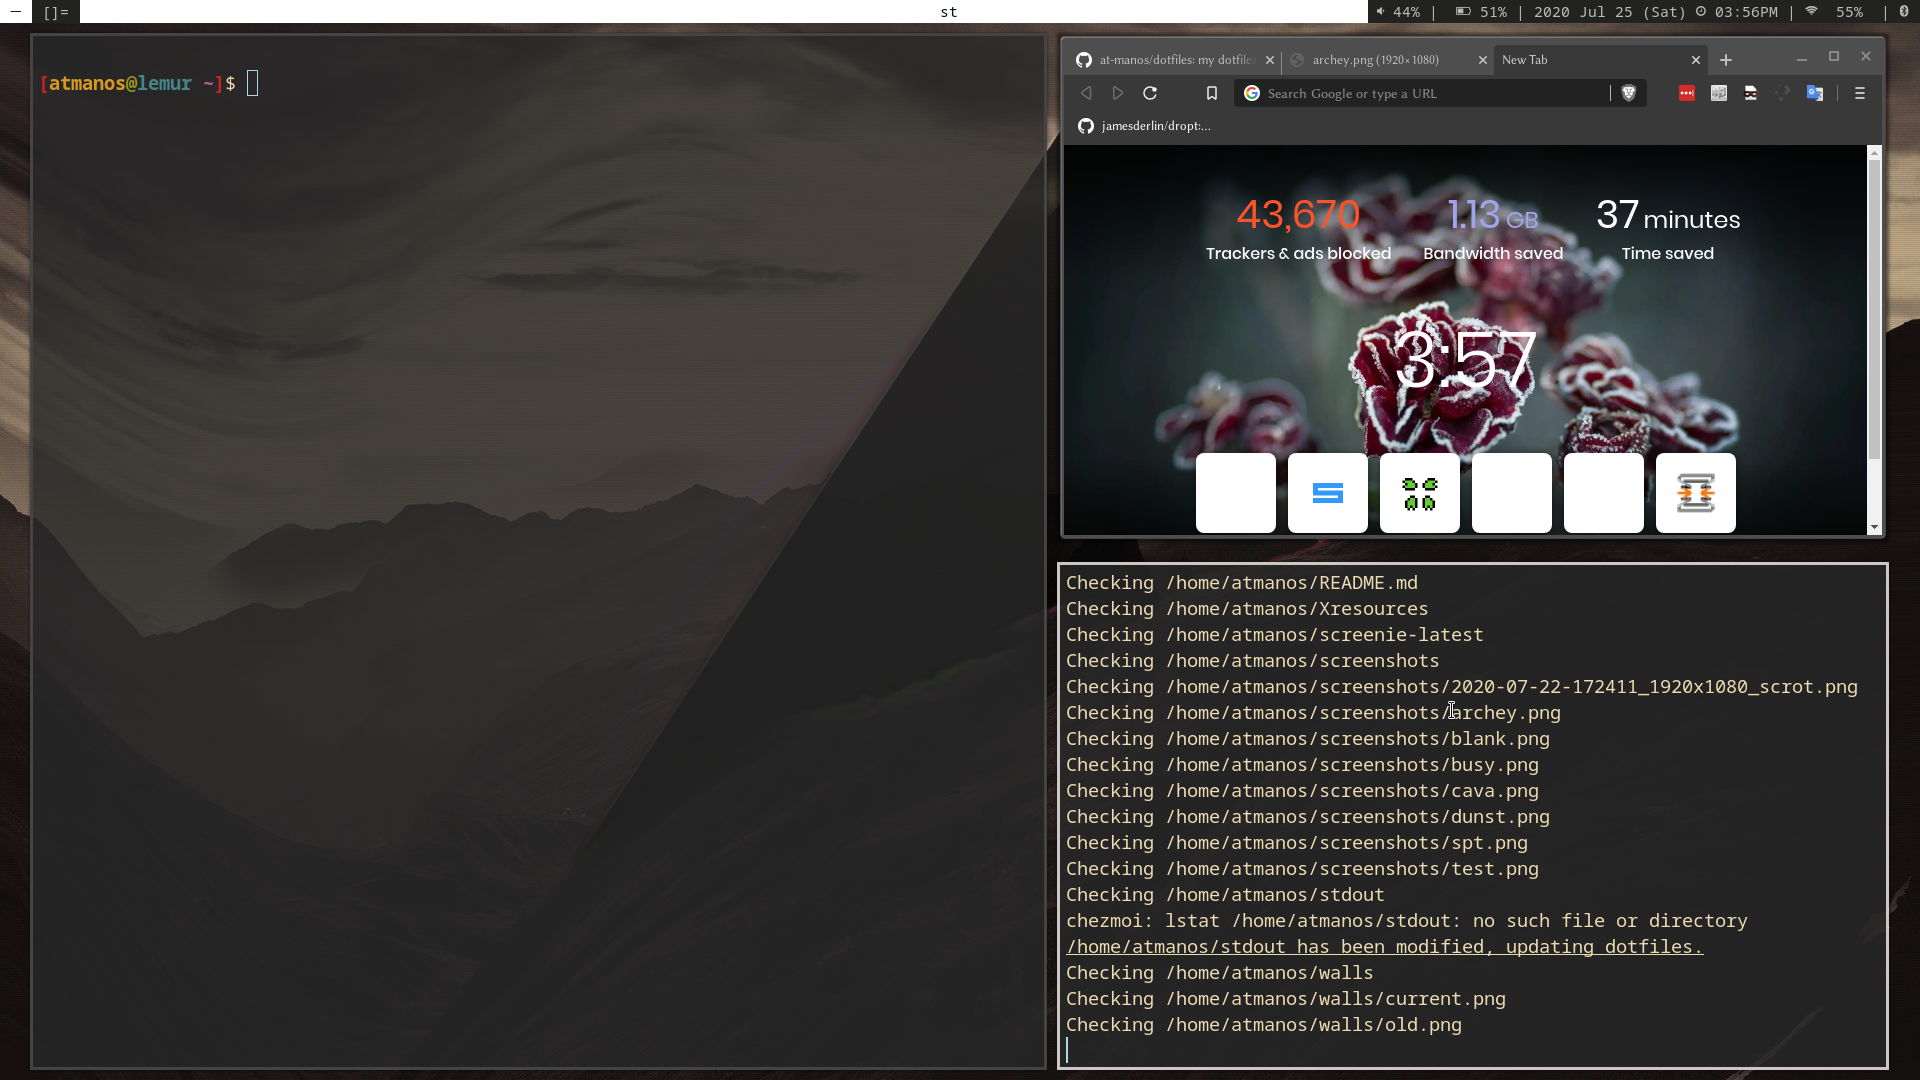 — []= st 44% | 51% | 2020 Jul 25 (Sat) 03:56PM | 55% |
[atmanos@lemur ~]$
at-manos/dotfiles: my dotfile
archey.png (1920×1080)
New Tab
Search Google or type a URL
jamesderlin/dropt:...
43,670 1.13 GB 37 minutes
Trackers & ads blocked Bandwidth saved Time saved
3:57
Checking /home/atmanos/README.md
Checking /home/atmanos/Xresources
Checking /home/atmanos/screenie-latest
Checking /home/atmanos/screenshots
Checking /home/atmanos/screenshots/2020-07-22-172411_1920x1080_scrot.png
Checking /home/atmanos/screenshots/archey.png
Checking /home/atmanos/screenshots/blank.png
Checking /home/atmanos/screenshots/busy.png
Checking /home/atmanos/screenshots/cava.png
Checking /home/atmanos/screenshots/dunst.png
Checking /home/atmanos/screenshots/spt.png
Checking /home/atmanos/screenshots/test.png
Checking /home/atmanos/stdout
chezmoi: lstat /home/atmanos/stdout: no such file or directory
/home/atmanos/stdout has been modified, updating dotfiles.
Checking /home/atmanos/walls
Checking /home/atmanos/walls/current.png
Checking /home/atmanos/walls/old.png